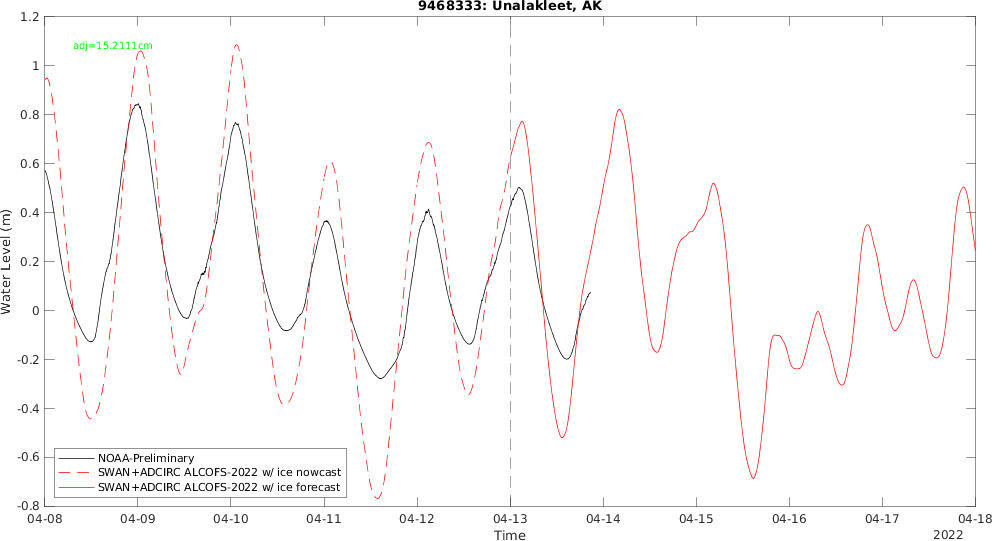 9468333: Unalakleet, AK
adj=15.2111cm
Water Level (m)
1.2
1
0.8
0.6
0.4
0.2
0
-0.2
-0.4
-0.6
-0.8
NOAA-Preliminary
SWAN+ADCIRC ALCOFS-2022 w/ ice nowcast
SWAN+ADCIRC ALCOFS-2022 w/ ice forecast
04-08 04-09 04-10 04-11 04-12 04-13 04-14 04-15 04-16 04-17 04-18
Time
2022